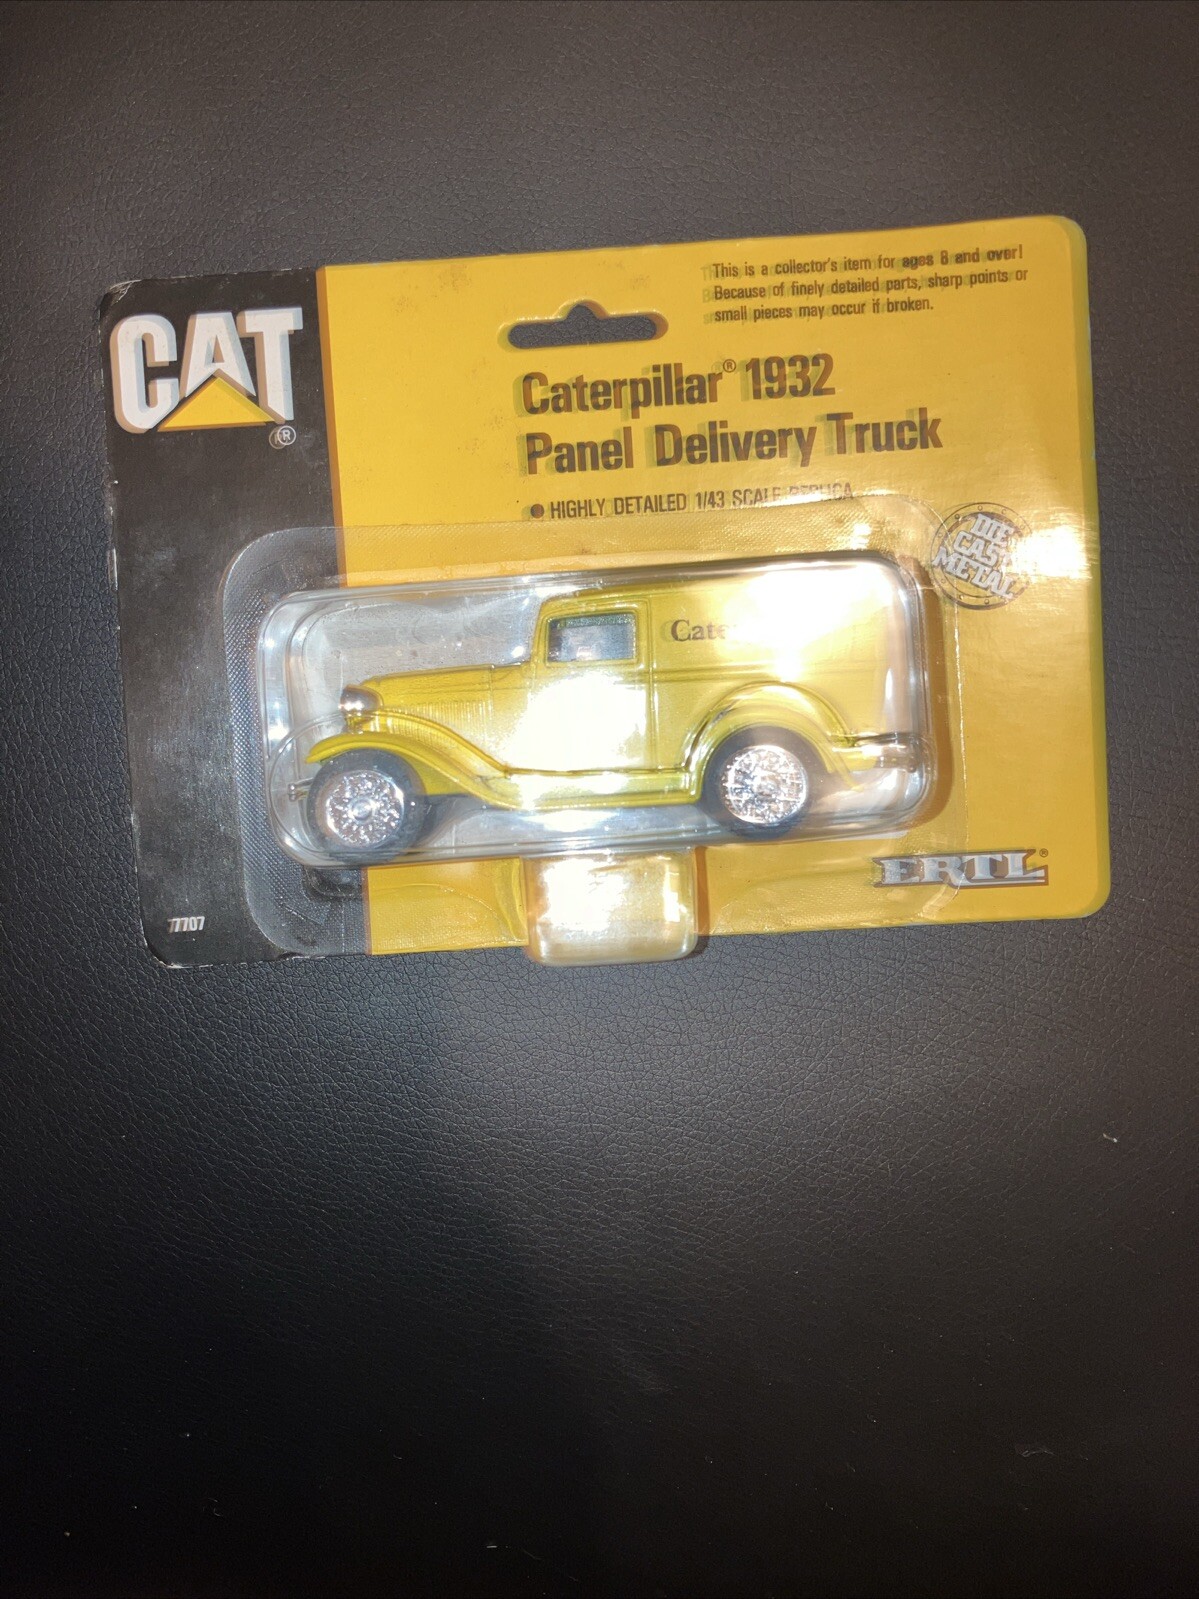 This is a collector's item for ages 8 and over!
Because of finely detailed parts, sharp points or
small pieces may occur if broken.
CAT
®
Caterpillar® 1932
Panel Delivery Truck
● HIGHLY DETAILED 1/43 SCALE REPLICA
DIE
CAST
METAL
Cate
ERTL®
7707